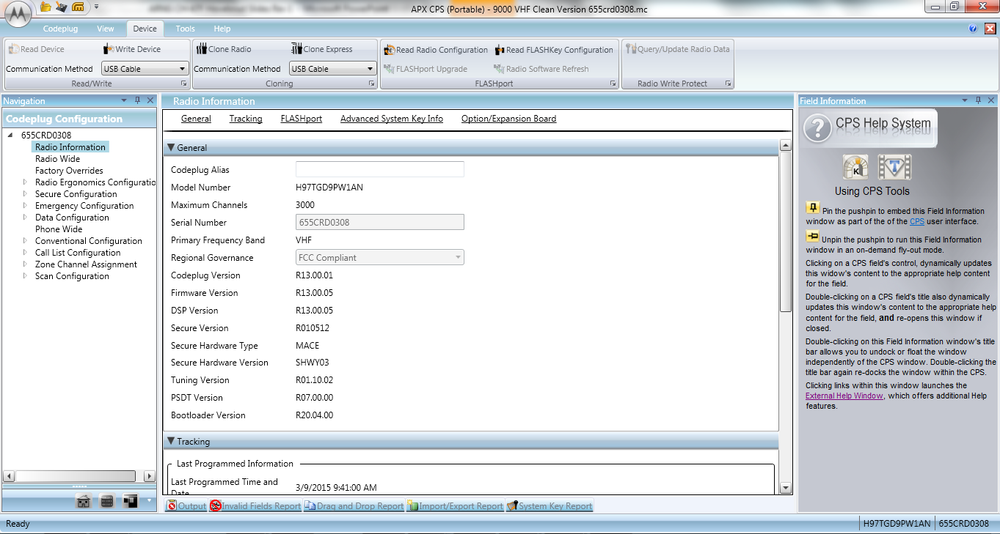 APX CPS (Portable) - 9000 VHF Clean Version 655crd0308.mc
Codeplug View Device Tools Help
Read Device Write Device
Communication Method USB Cable
Read/Write
Clone Radio Clone Express
Communication Method USB Cable
Cloning
Read Radio Configuration Read FLASHKey Configuration
FLASHport Upgrade Radio Software Refresh
FLASHport
Query/Update Radio Data
Radio Write Protect
Navigation
Codeplug Configuration
655CRD0308
Radio Information
Radio Wide
Factory Overrides
Radio Ergonomics Configuratio
Secure Configuration
Emergency Configuration
Data Configuration
Phone Wide
Conventional Configuration
Call List Configuration
Zone Channel Assignment
Scan Configuration
Radio Information
General Tracking FLASHport Advanced System Key Info Option/Expansion Board
General
Codeplug Alias
Model Number H97TGD9PW1AN
Maximum Channels 3000
Serial Number 655CRD0308
Primary Frequency Band VHF
Regional Governance FCC Compliant
Codeplug Version R13.00.01
Firmware Version R13.00.05
DSP Version R13.00.05
Secure Version R010512
Secure Hardware Type MACE
Secure Hardware Version SHWY03
Tuning Version R01.10.02
PSDT Version R07.00.00
Bootloader Version R20.04.00
Tracking
Last Programmed Information
Last Programmed Time and
Date 3/9/2015 9:41:00 AM
Output Invalid Fields Report Drag and Drop Report Import/Export Report System Key Report
Field Information
? CPS Help System
K T
Using CPS Tools
Pin the pushpin to embed this Field Information
window as part of the of the CPS user interface.
Unpin the pushpin to run this Field Information
window in an on-demand fly-out mode.
Clicking on a CPS field's control, dynamically updates
this widow's content to the appropriate help content
for the field.
Double-clicking on a CPS field's title also dynamically
updates this window's content to the appropriate help
content for the field, and re-opens this window if
closed.
Double-clicking on this Field Information window's title
bar allows you to undock or float the window
independently of the CPS window. Double-clicking the
title bar again re-docks the window within the CPS.
Clicking links within this window launches the
External Help Window, which offers additional Help
features.
Ready H97TGD9PW1AN 655CRD0308